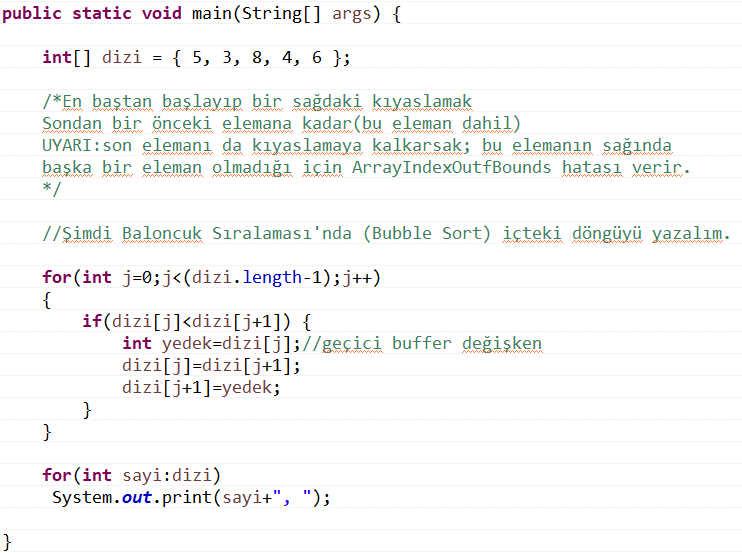 public static void main(String[] args) {
int[] dizi = { 5, 3, 8, 4, 6 };
/*En baştan başlayıp bir sağdaki kıyaslamak
Sondan bir önceki elemana kadar(bu eleman dahil)
UYARI:son elemanı da kıyaslamaya kalkarsak; bu elemanın sağında
başka bir eleman olmadığı için ArrayIndexOutfBounds hatası verir.
*/
//Şimdi Baloncuk Sıralaması'nda (Bubble Sort) içteki döngüyü yazalım.
for(int j=0;j<(dizi.length-1);j++)
{
if(dizi[j]<dizi[j+1]) {
int yedek=dizi[j];//geçici buffer değişken
dizi[j]=dizi[j+1];
dizi[j+1]=yedek;
}
}
for(int sayi:dizi)
System.out.print(sayi+", ");
}